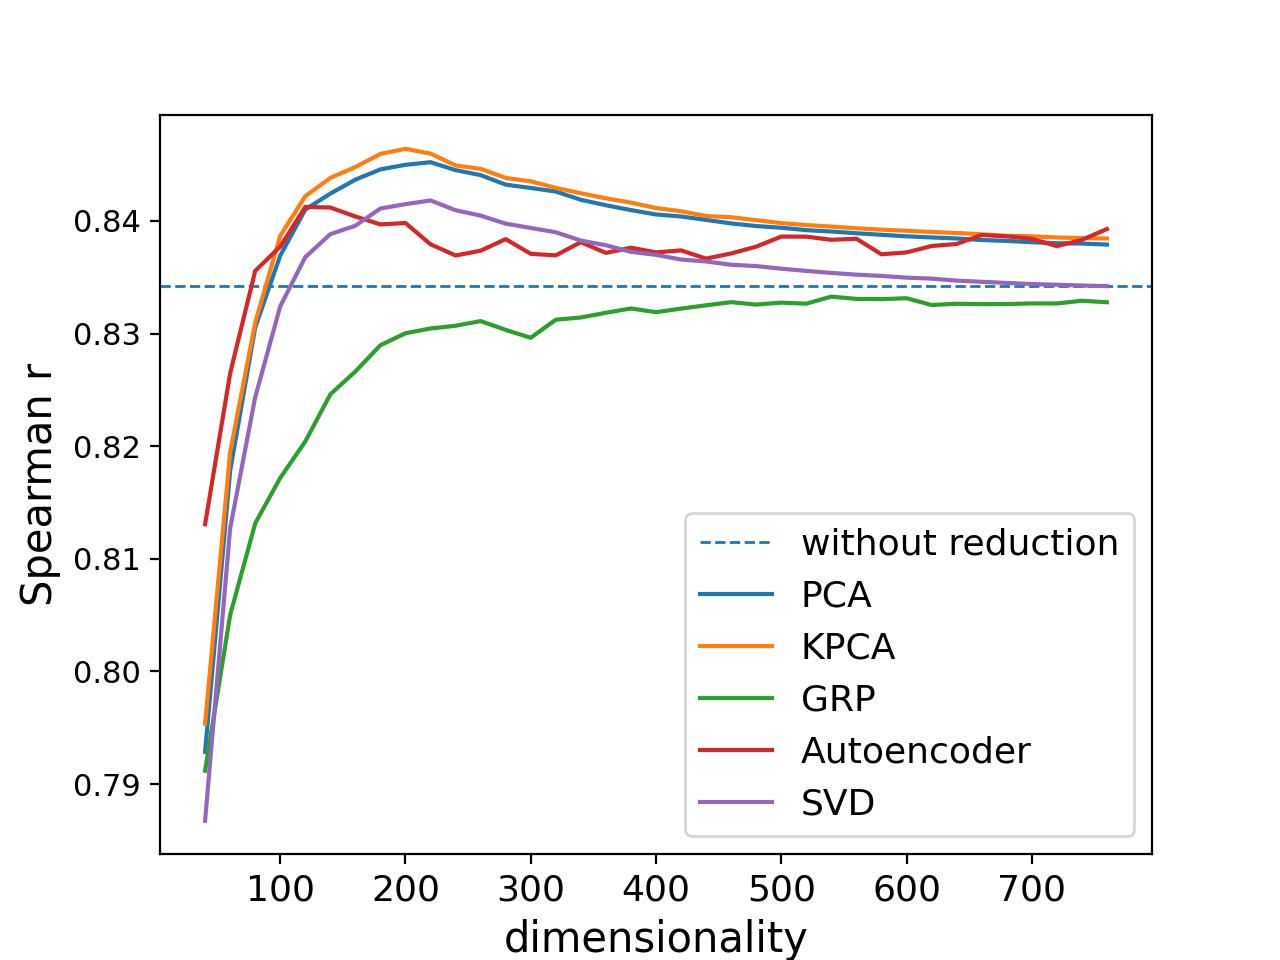 0.84
0.83
0.82
0.81
0.80
0.79
Spearman r
100 200 300 400 500 600 700
dimensionality
without reduction
PCA
KPCA
GRP
Autoencoder
SVD